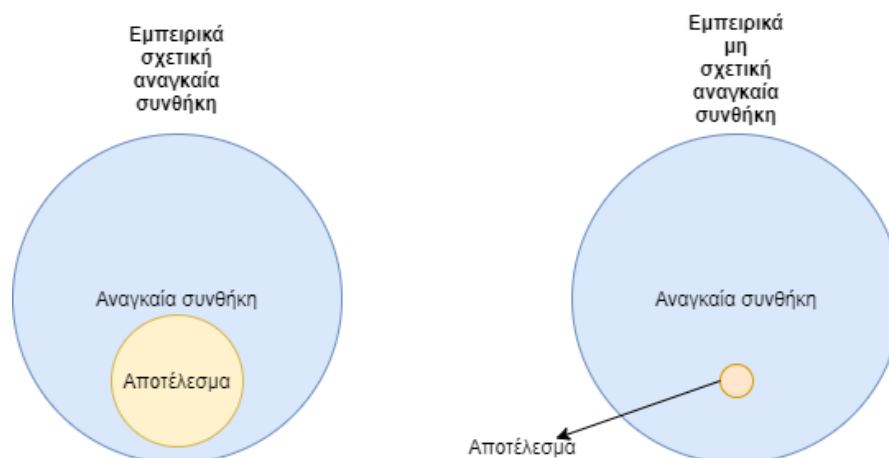 Εμπειρικά
σχετική
αναγκαία
συνθήκη
Αναγκαία συνθήκη
Αποτέλεσμα
Εμπειρικά
μη
σχετική
αναγκαία
συνθήκη
Αναγκαία συνθήκη
Αποτέλεσμα